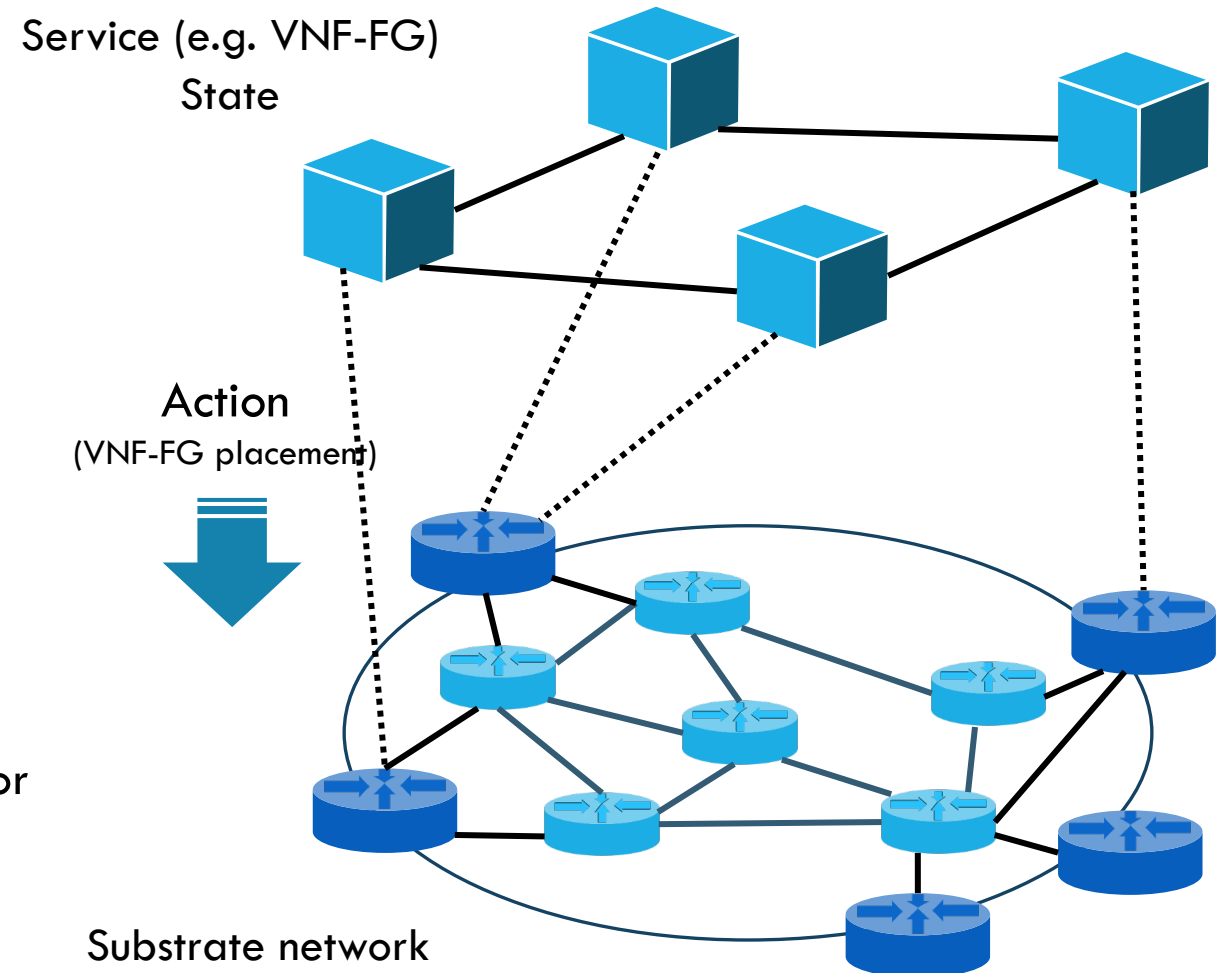 Service (e.g. VNF-FG)
State
Action
(VNF-FG placement)
or
Substrate network